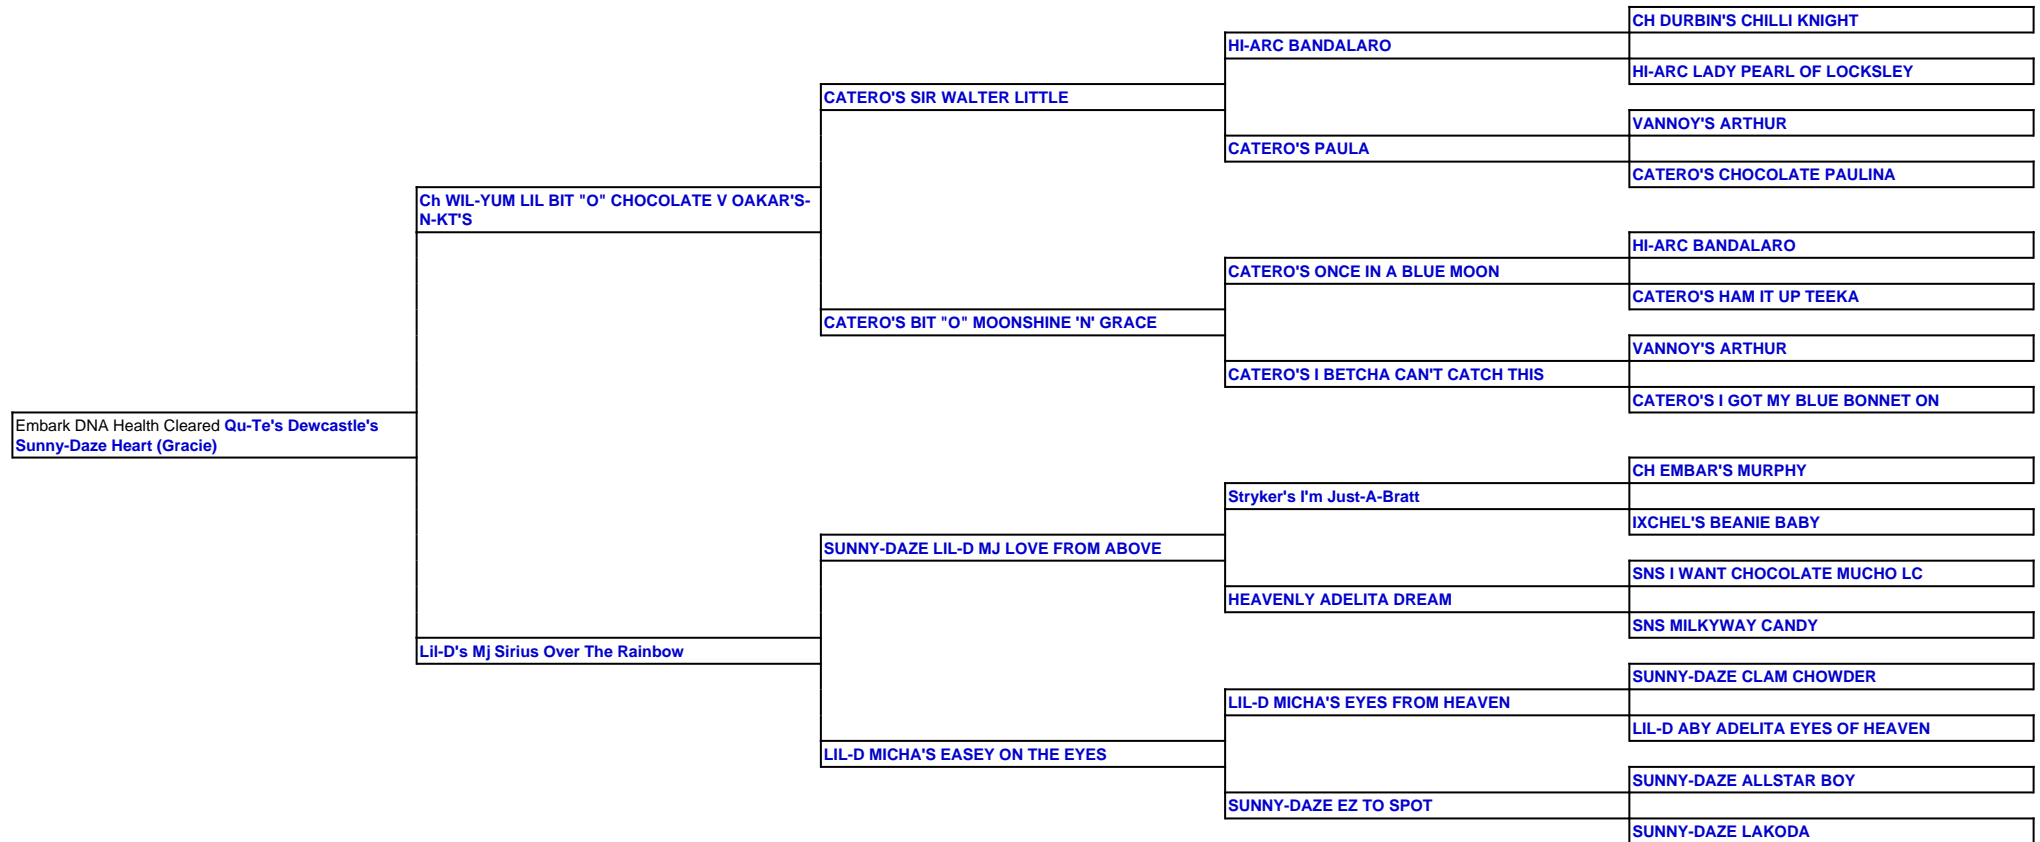 CH DURBIN'S CHILLI KNIGHT
HI-ARC BANDALARO
HI-ARC LADY PEARL OF LOCKSLEY
CATERO'S SIR WALTER LITTLE
VANNOY'S ARTHUR
CATERO'S PAULA
CATERO'S CHOCOLATE PAULINA
Ch WIL-YUM LIL BIT "O" CHOCOLATE V OAKAR'S-
N-KT'S
HI-ARC BANDALARO
CATERO'S ONCE IN A BLUE MOON
CATERO'S HAM IT UP TEEKA
CATERO'S BIT "O" MOONSHINE 'N' GRACE
VANNOY'S ARTHUR
CATERO'S I BETCHA CAN'T CATCH THIS
CATERO'S I GOT MY BLUE BONNET ON
Embark DNA Health Cleared Qu-Te's Dewcastle's
Sunny-Daze Heart (Gracie)
CH EMBAR'S MURPHY
Stryker's I'm Just-A-Bratt
IXCHEL'S BEANIE BABY
SUNNY-DAZE LIL-D MJ LOVE FROM ABOVE
SNS I WANT CHOCOLATE MUCHO LC
HEAVENLY ADELITA DREAM
SNS MILKYWAY CANDY
Lil-D's Mj Sirius Over The Rainbow
SUNNY-DAZE CLAM CHOWDER
LIL-D MICHA'S EYES FROM HEAVEN
LIL-D ABY ADELITA EYES OF HEAVEN
LIL-D MICHA'S EASEY ON THE EYES
SUNNY-DAZE ALLSTAR BOY
SUNNY-DAZE EZ TO SPOT
SUNNY-DAZE LAKODA